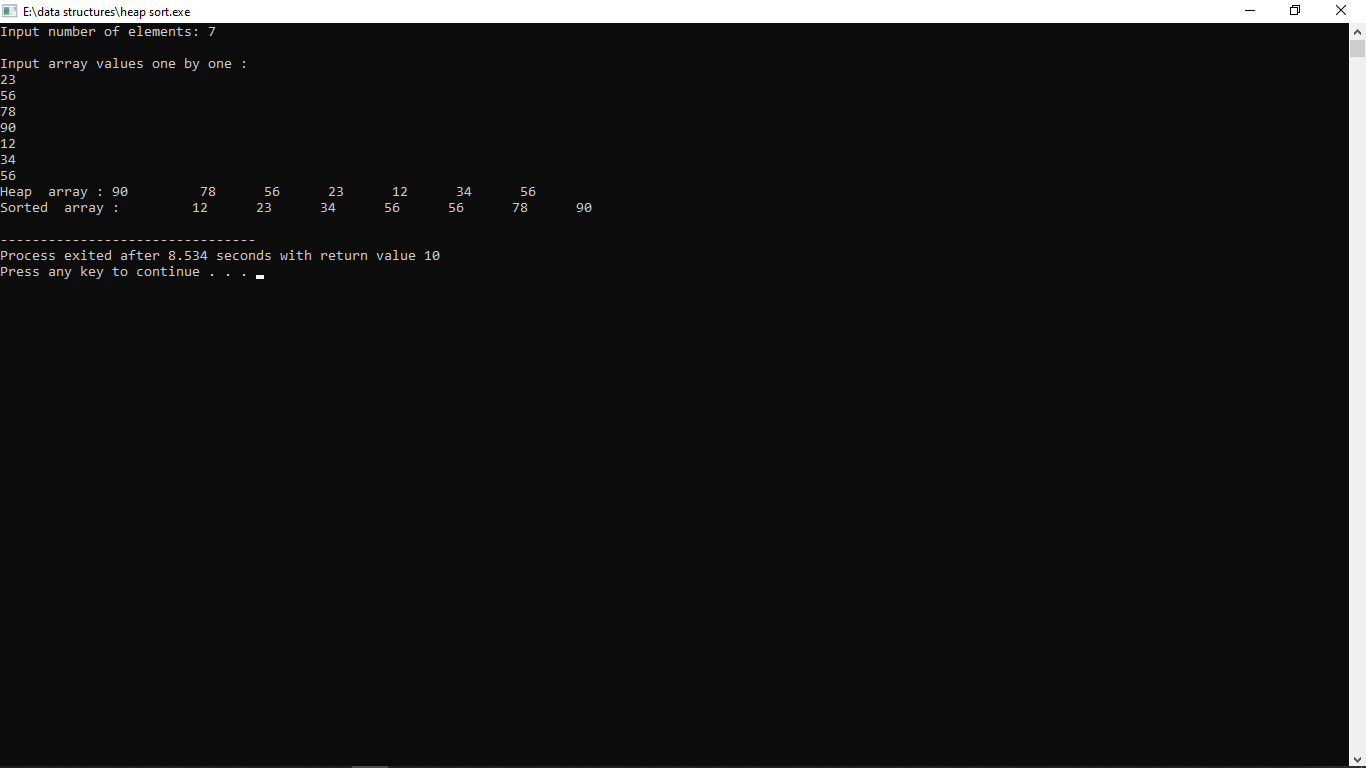 E:\data structures\heap sort.exe
Input number of elements: 7
Input array values one by one :
23
56
78
90
12
34
56
Heap  array : 90         78      56      23      12      34      56
Sorted  array :         12      23      34      56      56      78      90
--------------------------------
Process exited after 8.534 seconds with return value 10
Press any key to continue . . .